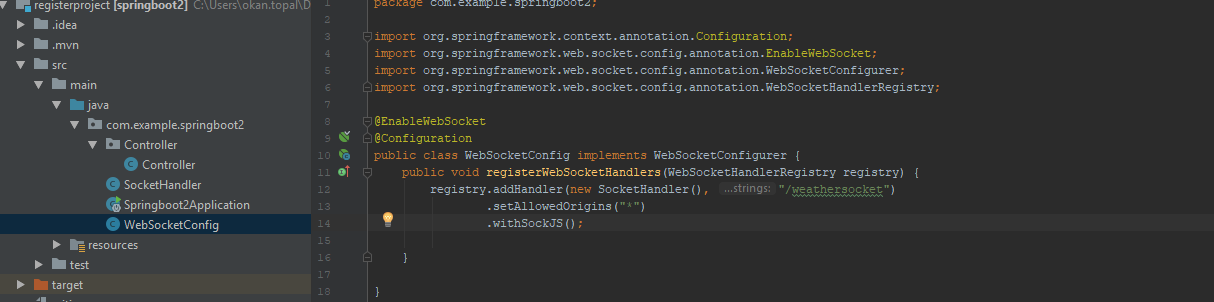 registerproject [springboot2] C:\Users\okan.topal\D
.idea
.mvn
src
main
java
com.example.springboot2
Controller
Controller
SocketHandler
Springboot2Application
WebSocketConfig
resources
test
target
1 package com.example.springboot2;
2
3 import org.springframework.context.annotation.Configuration;
4 import org.springframework.web.socket.config.annotation.EnableWebSocket;
5 import org.springframework.web.socket.config.annotation.WebSocketConfigurer;
6 import org.springframework.web.socket.config.annotation.WebSocketHandlerRegistry;
7
8 @EnableWebSocket
9 @Configuration
10 public class WebSocketConfig implements WebSocketConfigurer {
11 public void registerWebSocketHandlers(WebSocketHandlerRegistry registry) {
12 registry.addHandler(new SocketHandler(), ...strings: "/weathersocket")
13 .setAllowedOrigins("*")
14 .withSockJS();
15
16 }
17
18 }